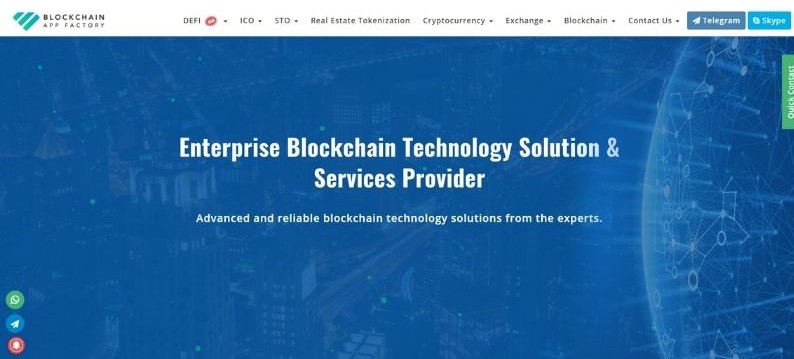 BLOCKCHAIN
APP FACTORY
DEFI ICO STO Real Estate Tokenization Cryptocurrency Exchange Blockchain Contact Us Telegram Skype
Quick Contact
Enterprise Blockchain Technology Solution &
Services Provider
Advanced and reliable blockchain technology solutions from the experts.